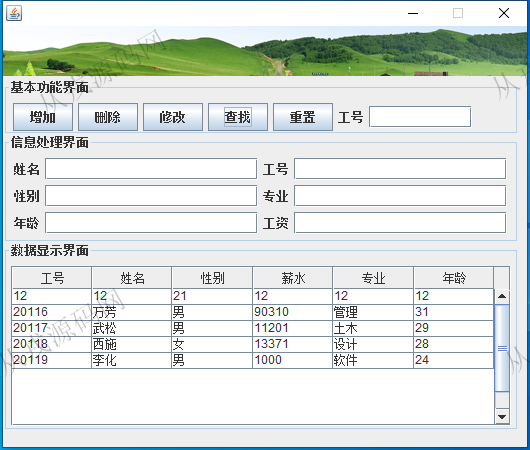 基本功能界面
增加 删除 修改 查找 重置 工号
信息处理界面
姓名 工号
性别 专业
年龄 工资
数据显示界面
工号 姓名 性别 薪水 专业 年龄
12 12 21 12 12 12
20116 万芳 男 90310 管理 31
20117 武松 男 11201 土木 29
20118 西施 女 13371 设计 28
20119 李化 男 1000 软件 24